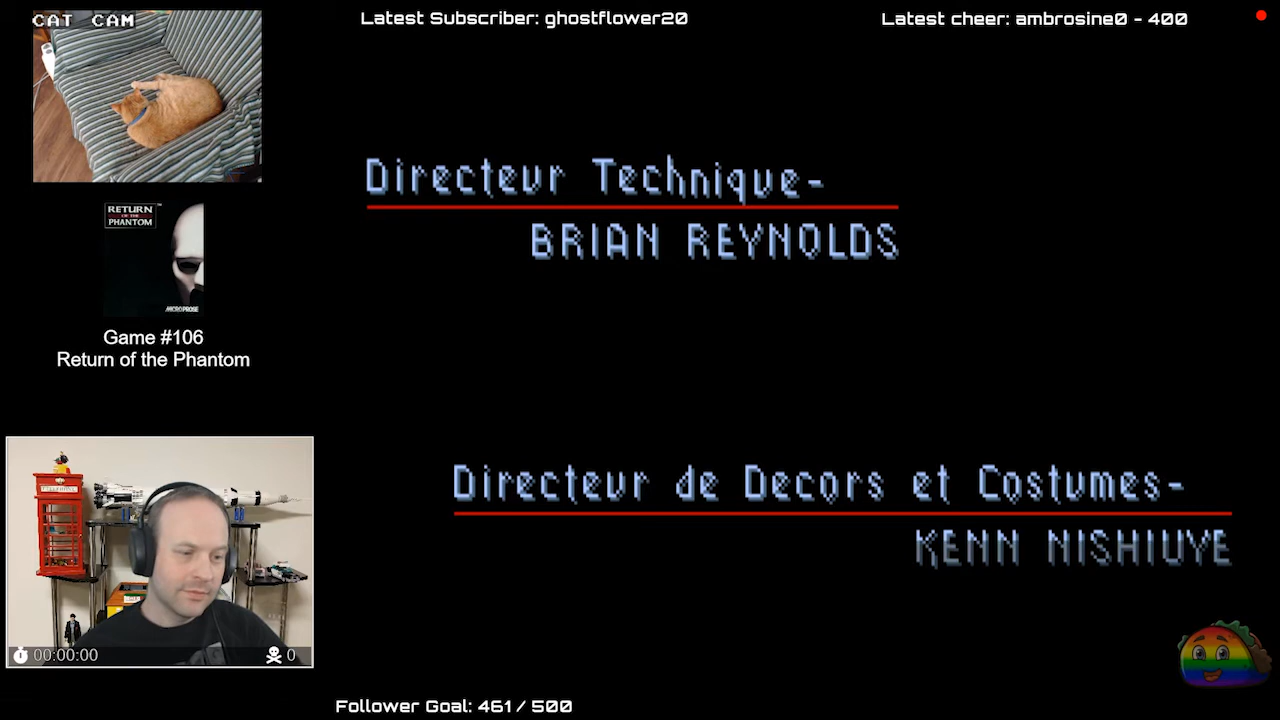 CAT CAM
Latest Subscriber: ghostflower20
Latest cheer: ambrosine0 - 400
Directeur Technique-
BRIAN REYNOLDS
RETURN
OF THE
PHANTOM
MICROPROSE
Game #106
Return of the Phantom
Directeur de Decors et Costumes-
KENN NISHIUYE
TELEPHONE
00:00:00
0
Follower Goal: 461 / 500